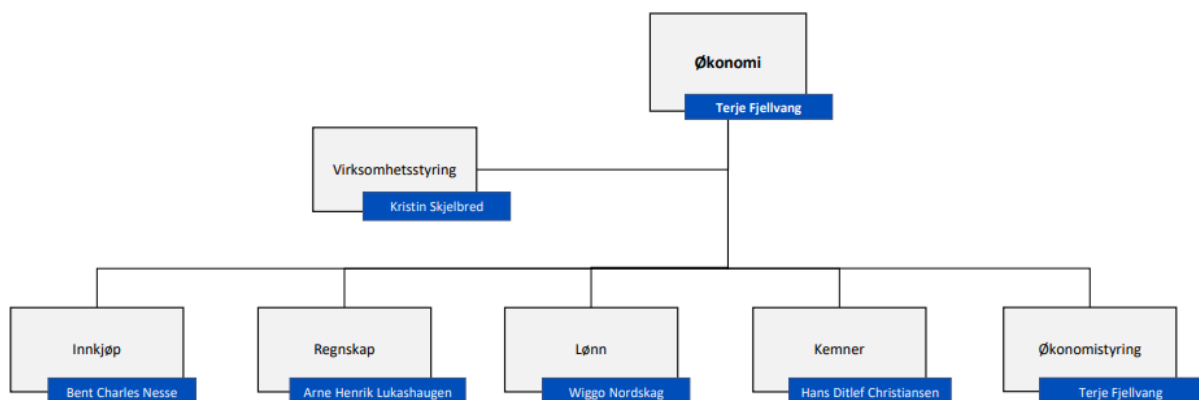 Økonomi
Terje Fjellvang
Virksomhetsstyring
Kristin Skjelbred
Innkjøp
Bent Charles Nesse
Regnskap
Arne Henrik Lukashaugen
Lønn
Wiggo Nordskag
Kemner
Hans Ditlef Christiansen
Økonomistyring
Terje Fjellvang